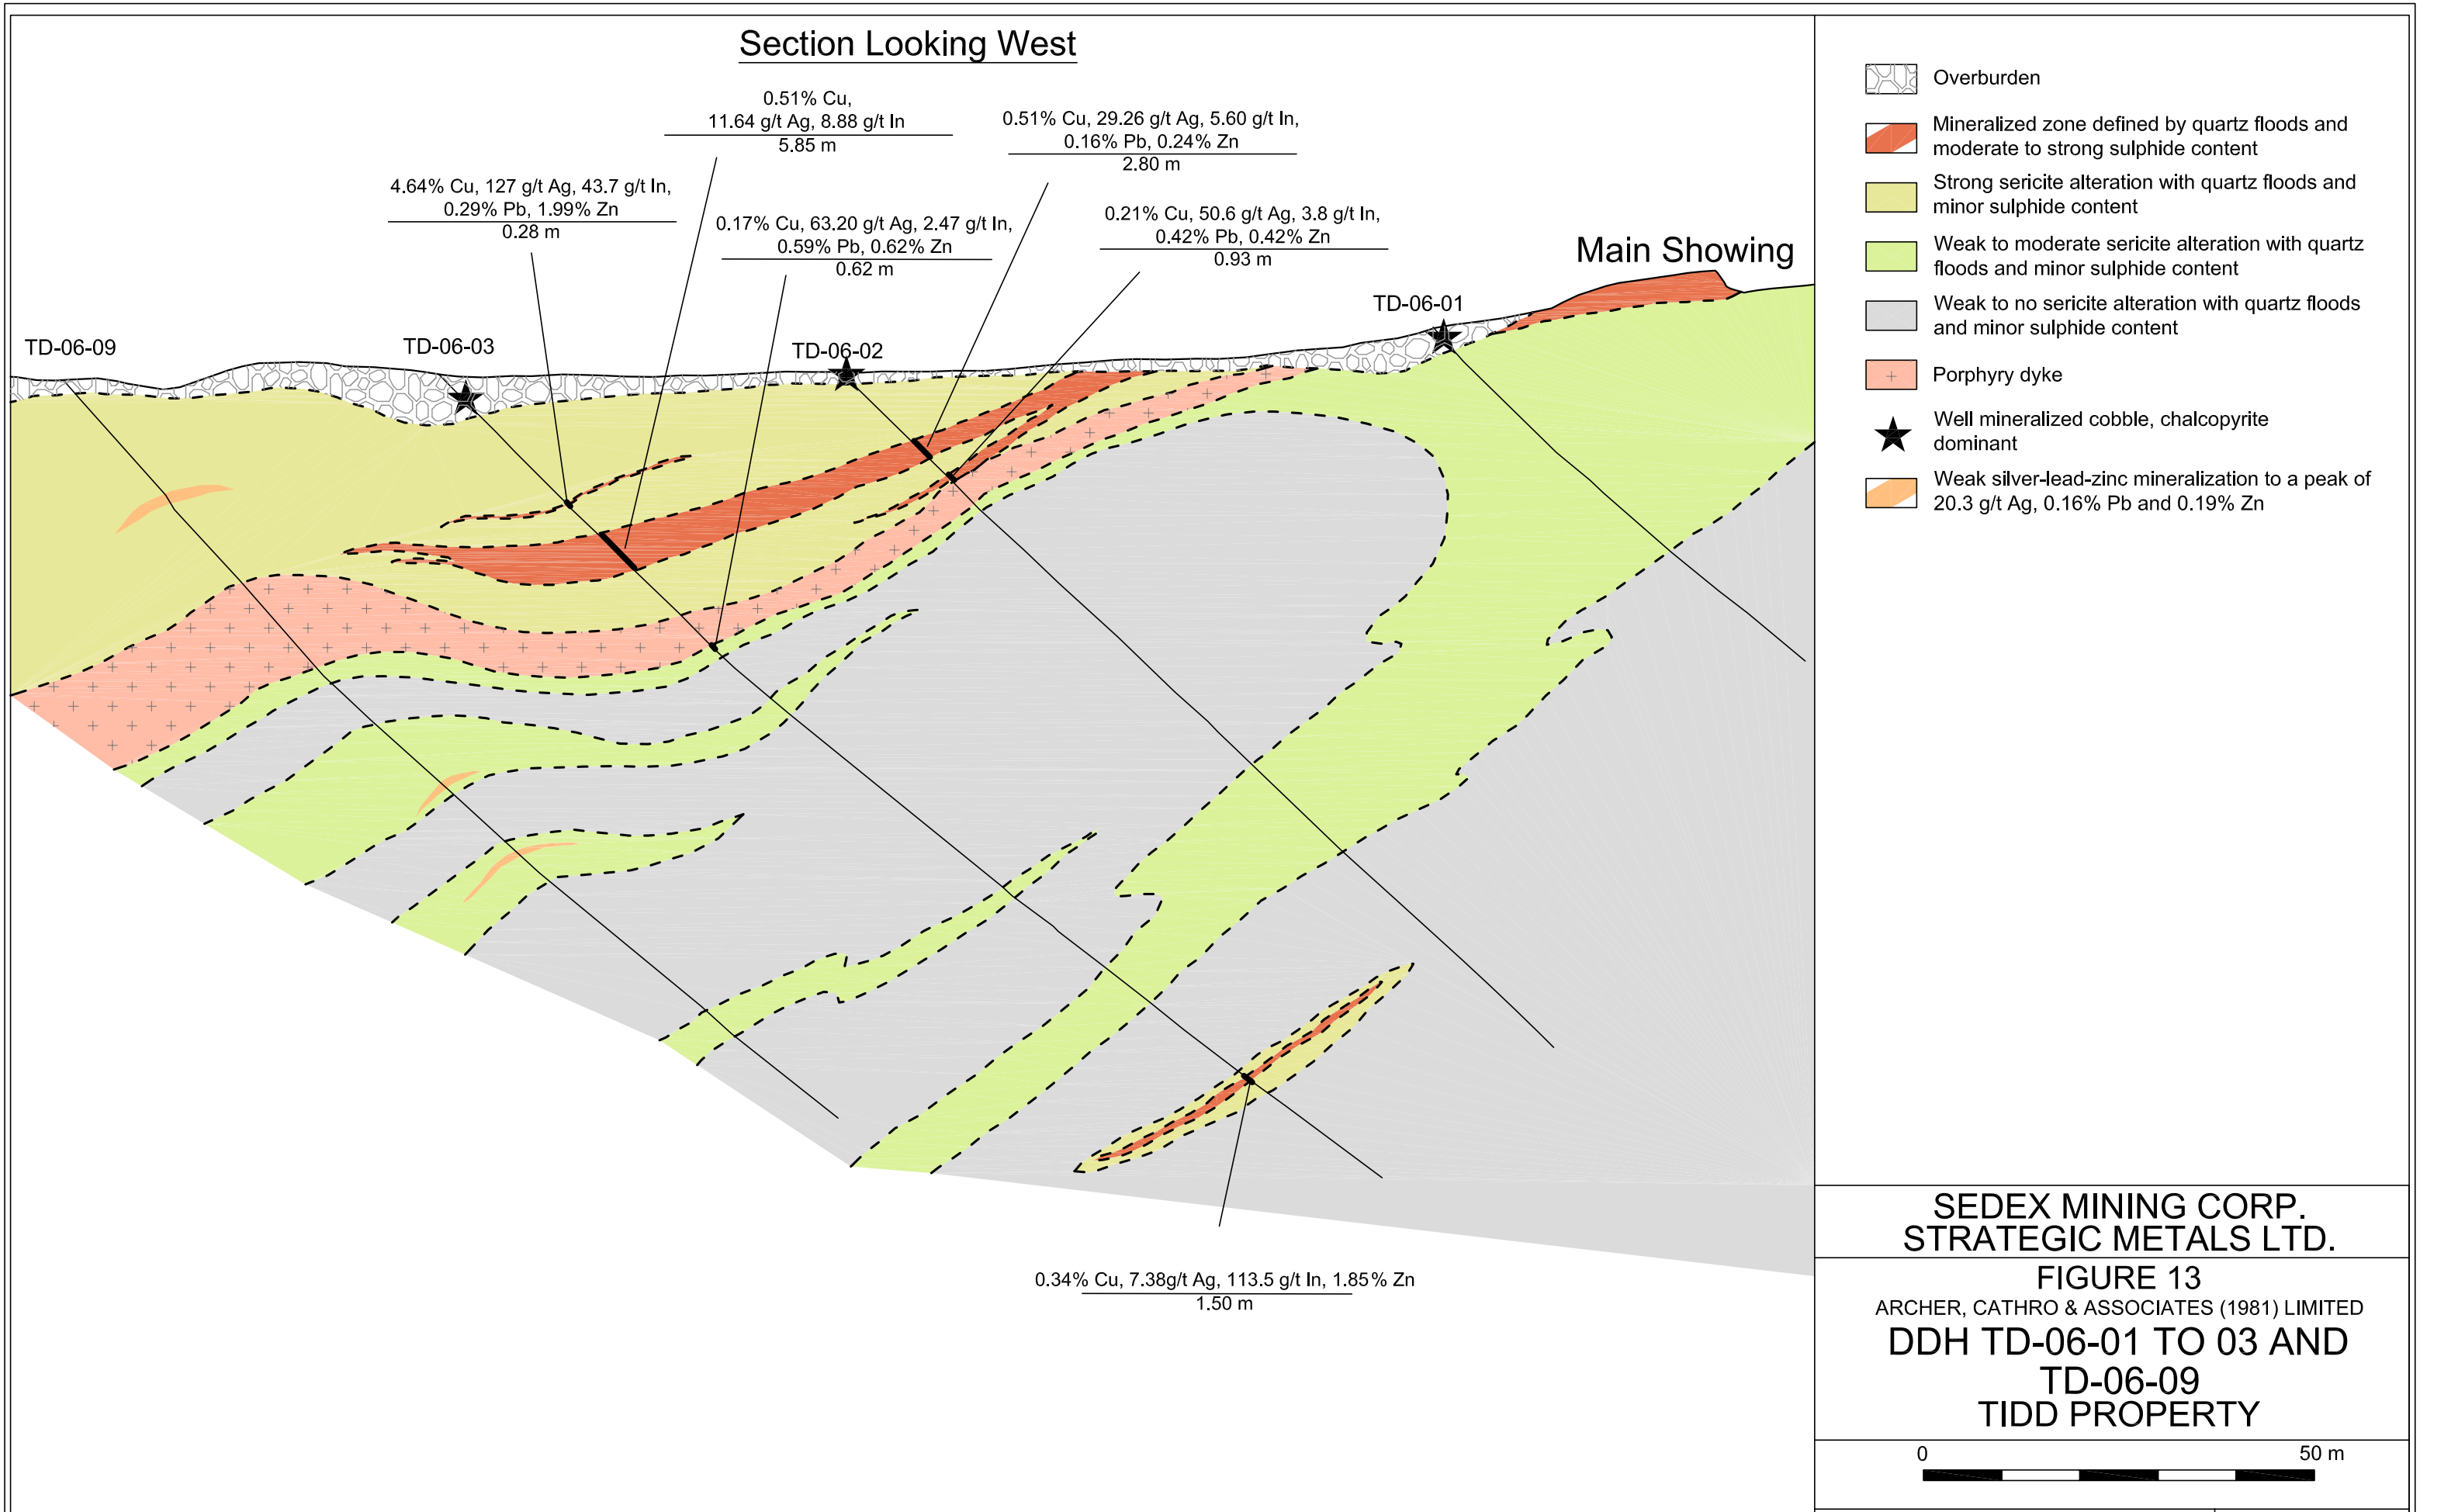 Section Looking West
0.51% Cu,
11.64 g/t Ag, 8.88 g/t In
5.85 m
0.51% Cu, 29.26 g/t Ag, 5.60 g/t In,
0.16% Pb, 0.24% Zn
2.80 m
4.64% Cu, 127 g/t Ag, 43.7 g/t In,
0.29% Pb, 1.99% Zn
0.28 m
0.17% Cu, 63.20 g/t Ag, 2.47 g/t In,
0.59% Pb, 0.62% Zn
0.62 m
0.21% Cu, 50.6 g/t Ag, 3.8 g/t In,
0.42% Pb, 0.42% Zn
0.93 m
Main Showing
TD-06-09
TD-06-03
TD-06-02
TD-06-01
0.34% Cu, 7.38g/t Ag, 113.5 g/t In, 1.85% Zn
1.50 m
Overburden
Mineralized zone defined by quartz floods and
moderate to strong sulphide content
Strong sericite alteration with quartz floods and
minor sulphide content
Weak to moderate sericite alteration with quartz
floods and minor sulphide content
Weak to no sericite alteration with quartz floods
and minor sulphide content
Porphyry dyke
Well mineralized cobble, chalcopyrite
dominant
Weak silver-lead-zinc mineralization to a peak of
20.3 g/t Ag, 0.16% Pb and 0.19% Zn
SEDEX MINING CORP.
STRATEGIC METALS LTD.
FIGURE 13
ARCHER, CATHRO & ASSOCIATES (1981) LIMITED
DDH TD-06-01 TO 03 AND
TD-06-09
TIDD PROPERTY
0 50 m